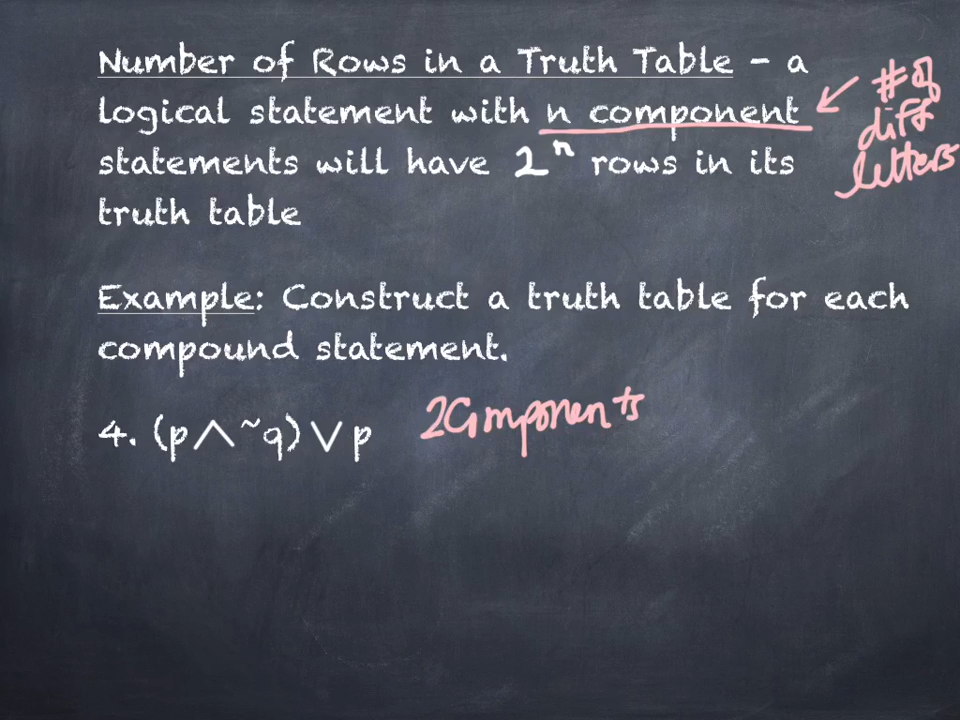 Number of Rows in a Truth Table - a
logical statement with n component
statements will have 2ⁿ rows in its
truth table
# of
diff
letters
Example: Construct a truth table for each
compound statement.
4. (p∧~q)∨p
2 Components